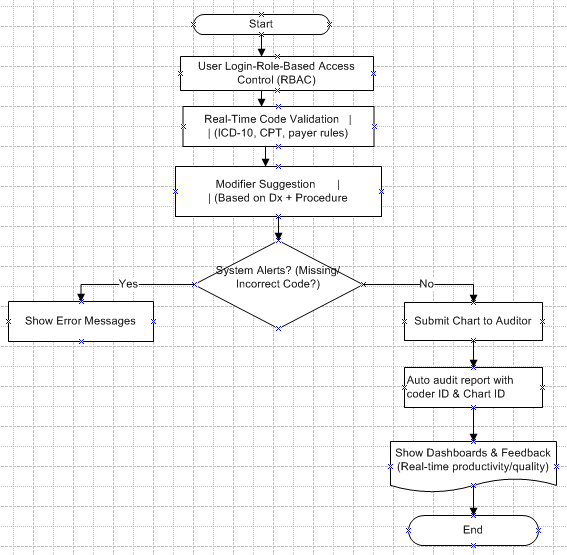 Start
User Login-Role-Based Access
Control (RBAC)
Real-Time Code Validation |
| (ICD-10, CPT, payer rules)
Modifier Suggestion |
| (Based on Dx + Procedure
System Alerts? (Missing/
Incorrect Code?)
Yes
No
Show Error Messages
Submit Chart to Auditor
Auto audit report with
coder ID & Chart ID
Show Dashboards & Feedback
(Real-time productivity/quality)
End